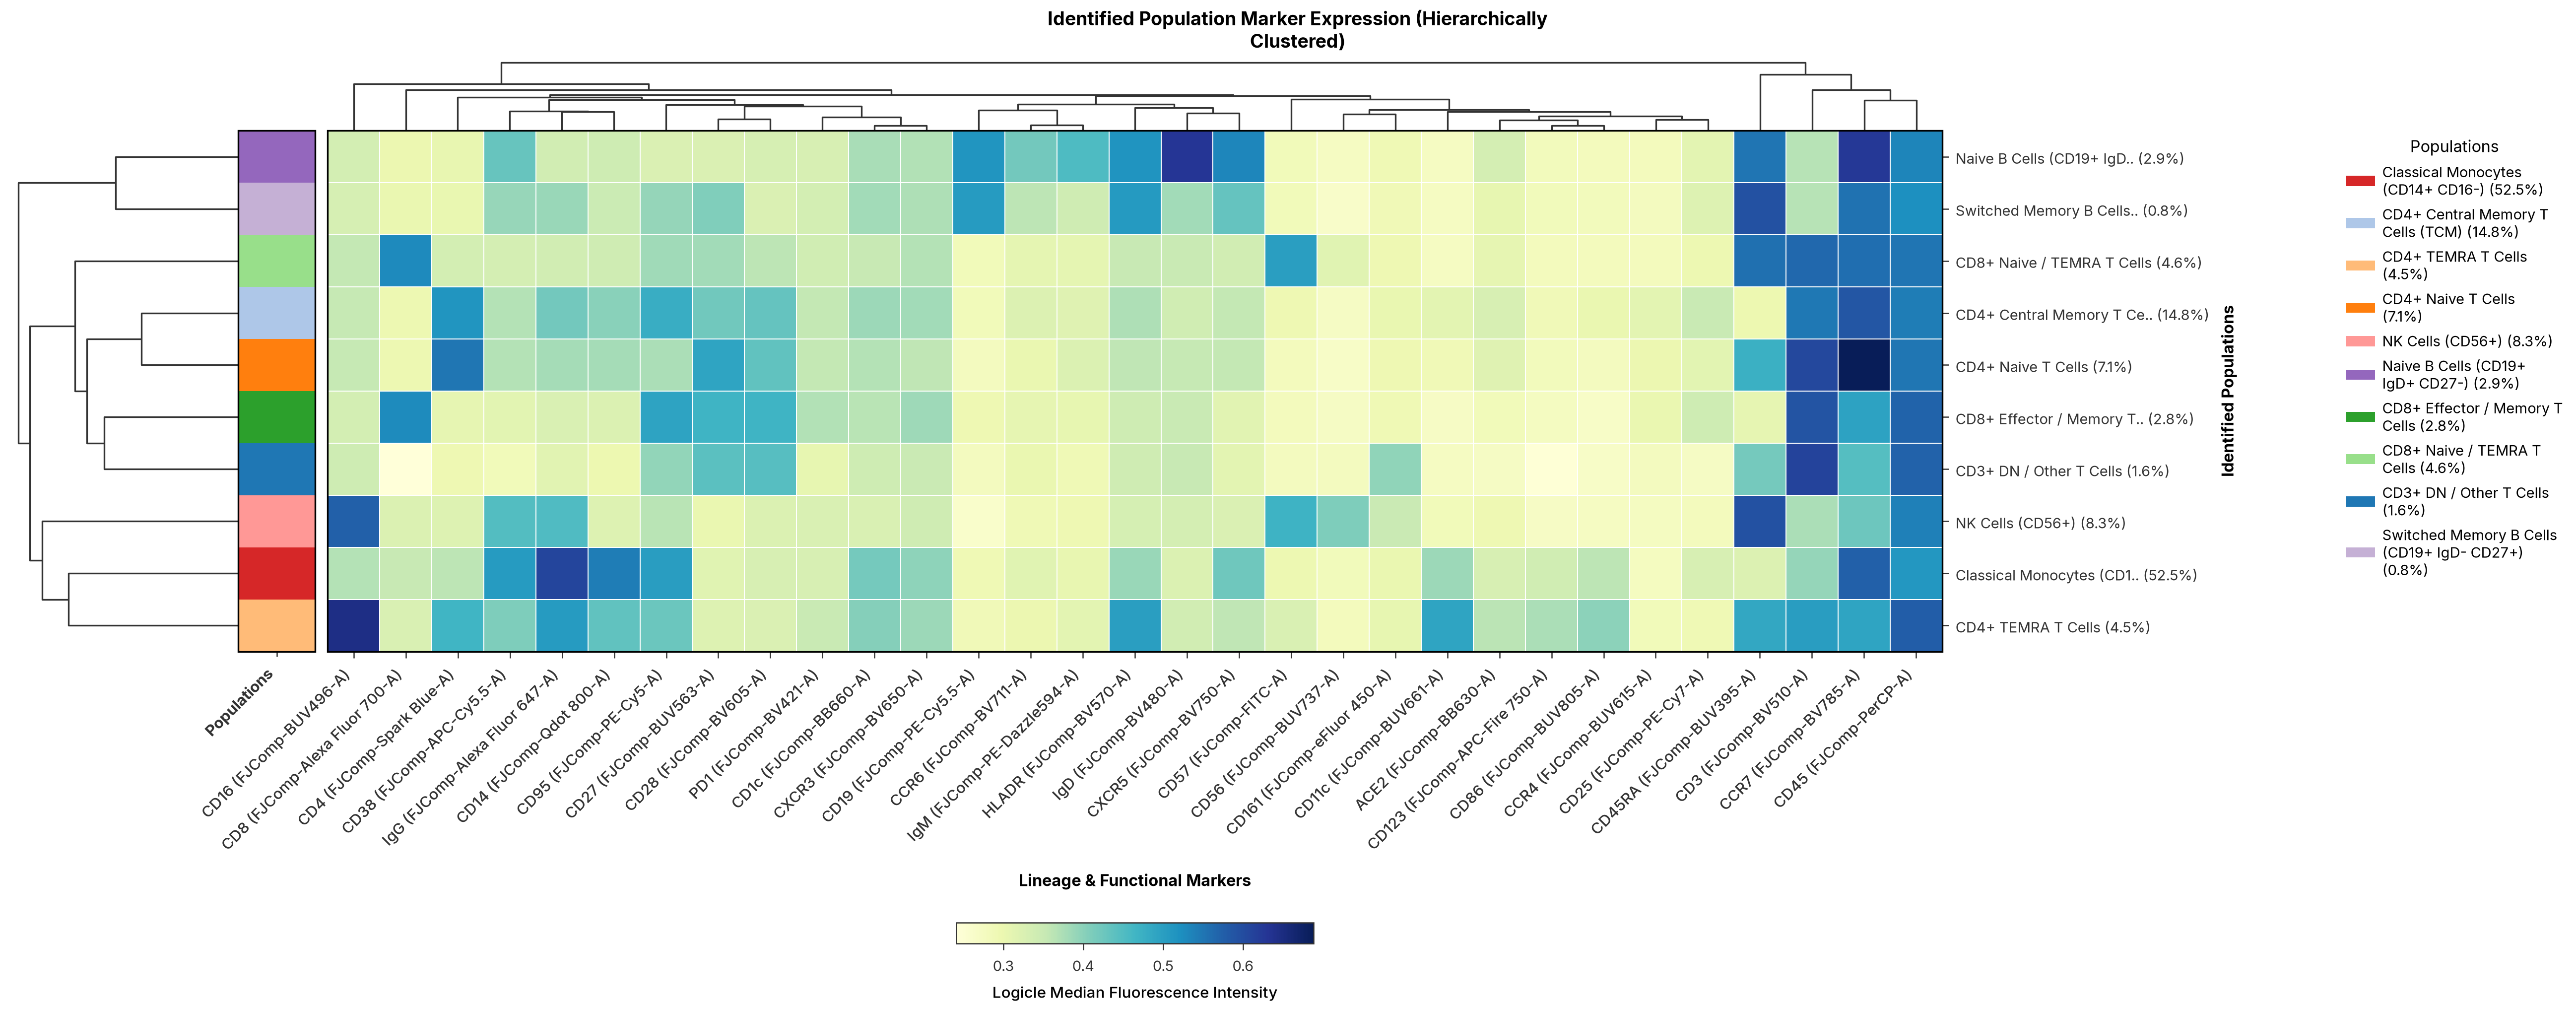 Identified Population Marker Expression (Hierarchically
Clustered)
Naive B Cells (CD19+ IgD.. (2.9%)
Switched Memory B Cells.. (0.8%)
CD8+ Naive / TEMRA T Cells (4.6%)
CD4+ Central Memory T Ce.. (14.8%)
CD4+ Naive T Cells (7.1%)
CD8+ Effector / Memory T.. (2.8%)
CD3+ DN / Other T Cells (1.6%)
NK Cells (CD56+) (8.3%)
Classical Monocytes (CD1.. (52.5%)
CD4+ TEMRA T Cells (4.5%)
Identified Populations
Populations
Classical Monocytes
(CD14+ CD16-) (52.5%)
CD4+ Central Memory T
Cells (TCM) (14.8%)
CD4+ TEMRA T Cells
(4.5%)
CD4+ Naive T Cells
(7.1%)
NK Cells (CD56+) (8.3%)
Naive B Cells (CD19+
IgD+ CD27-) (2.9%)
CD8+ Effector / Memory T
Cells (2.8%)
CD8+ Naive / TEMRA T
Cells (4.6%)
CD3+ DN / Other T Cells
(1.6%)
Switched Memory B Cells
(CD19+ IgD- CD27+)
(0.8%)
Populations
CD16 (FJComp-BUV496-A)
CD8 (FJComp-Alexa Fluor 700-A)
CD4 (FJComp-Spark Blue-A)
CD38 (FJComp-APC-Cy5.5-A)
IgG (FJComp-Alexa Fluor 647-A)
CD14 (FJComp-Qdot 800-A)
CD95 (FJComp-PE-Cy5-A)
CD27 (FJComp-BUV563-A)
CD28 (FJComp-BV605-A)
PD1 (FJComp-BV421-A)
CD1c (FJComp-BB660-A)
CXCR3 (FJComp-BV650-A)
CD19 (FJComp-PE-Cy5.5-A)
CCR6 (FJComp-BV711-A)
IgM (FJComp-PE-Dazzle594-A)
HLADR (FJComp-BV570-A)
IgD (FJComp-BV480-A)
CXCR5 (FJComp-BV750-A)
CD57 (FJComp-FITC-A)
CD56 (FJComp-BUV737-A)
CD161 (FJComp-eFluor 450-A)
CD11c (FJComp-BUV661-A)
ACE2 (FJComp-BB630-A)
CD123 (FJComp-APC-Fire 750-A)
CD86 (FJComp-BUV805-A)
CCR4 (FJComp-BUV615-A)
CD25 (FJComp-PE-Cy7-A)
CD45RA (FJComp-BUV395-A)
CD3 (FJComp-BV510-A)
CCR7 (FJComp-BV785-A)
CD45 (FJComp-PerCP-A)
Lineage & Functional Markers
0.3 0.4 0.5 0.6
Logicle Median Fluorescence Intensity